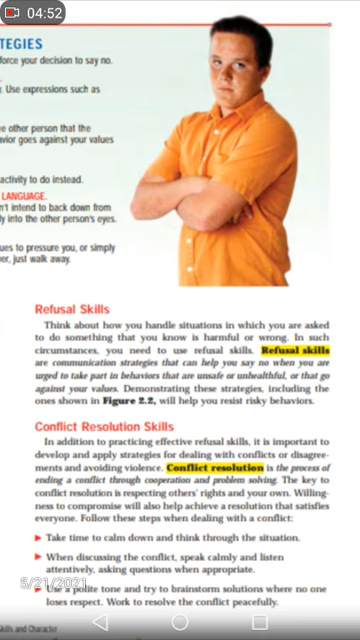 04:52
TEGIES
force your decision to say no.
. Use expressions such as
e other person that the
vior goes against your values
activity to do instead.
LANGUAGE.
n't intend to back down from
ly into the other person's eyes.
ues to pressure you, or simply
er, just walk away.
Refusal Skills
Think about how you handle situations in which you are asked
to do something that you know is harmful or wrong. In such
circumstances, you need to use refusal skills. Refusal skills
are communication strategies that can help you say no when you are
urged to take part in behaviors that are unsafe or unhealthful, or that go
against your values. Demonstrating these strategies, including the
ones shown in Figure 2.2, will help you resist risky behaviors.
Conflict Resolution Skills
In addition to practicing effective refusal skills, it is important to
develop and apply strategies for dealing with conflicts or disagree-
ments and avoiding violence. Conflict resolution is the process of
ending a conflict through cooperation and problem solving. The key to
conflict resolution is respecting others' rights and your own. Willing-
ness to compromise will also help achieve a resolution that satisfies
everyone. Follow these steps when dealing with a conflict:
Take time to calm down and think through the situation.
When discussing the conflict, speak calmly and listen
attentively, asking questions when appropriate.
5/21/2021
Use a polite tone and try to brainstorm solutions where no one
loses respect. Work to resolve the conflict peacefully.
kills and Character